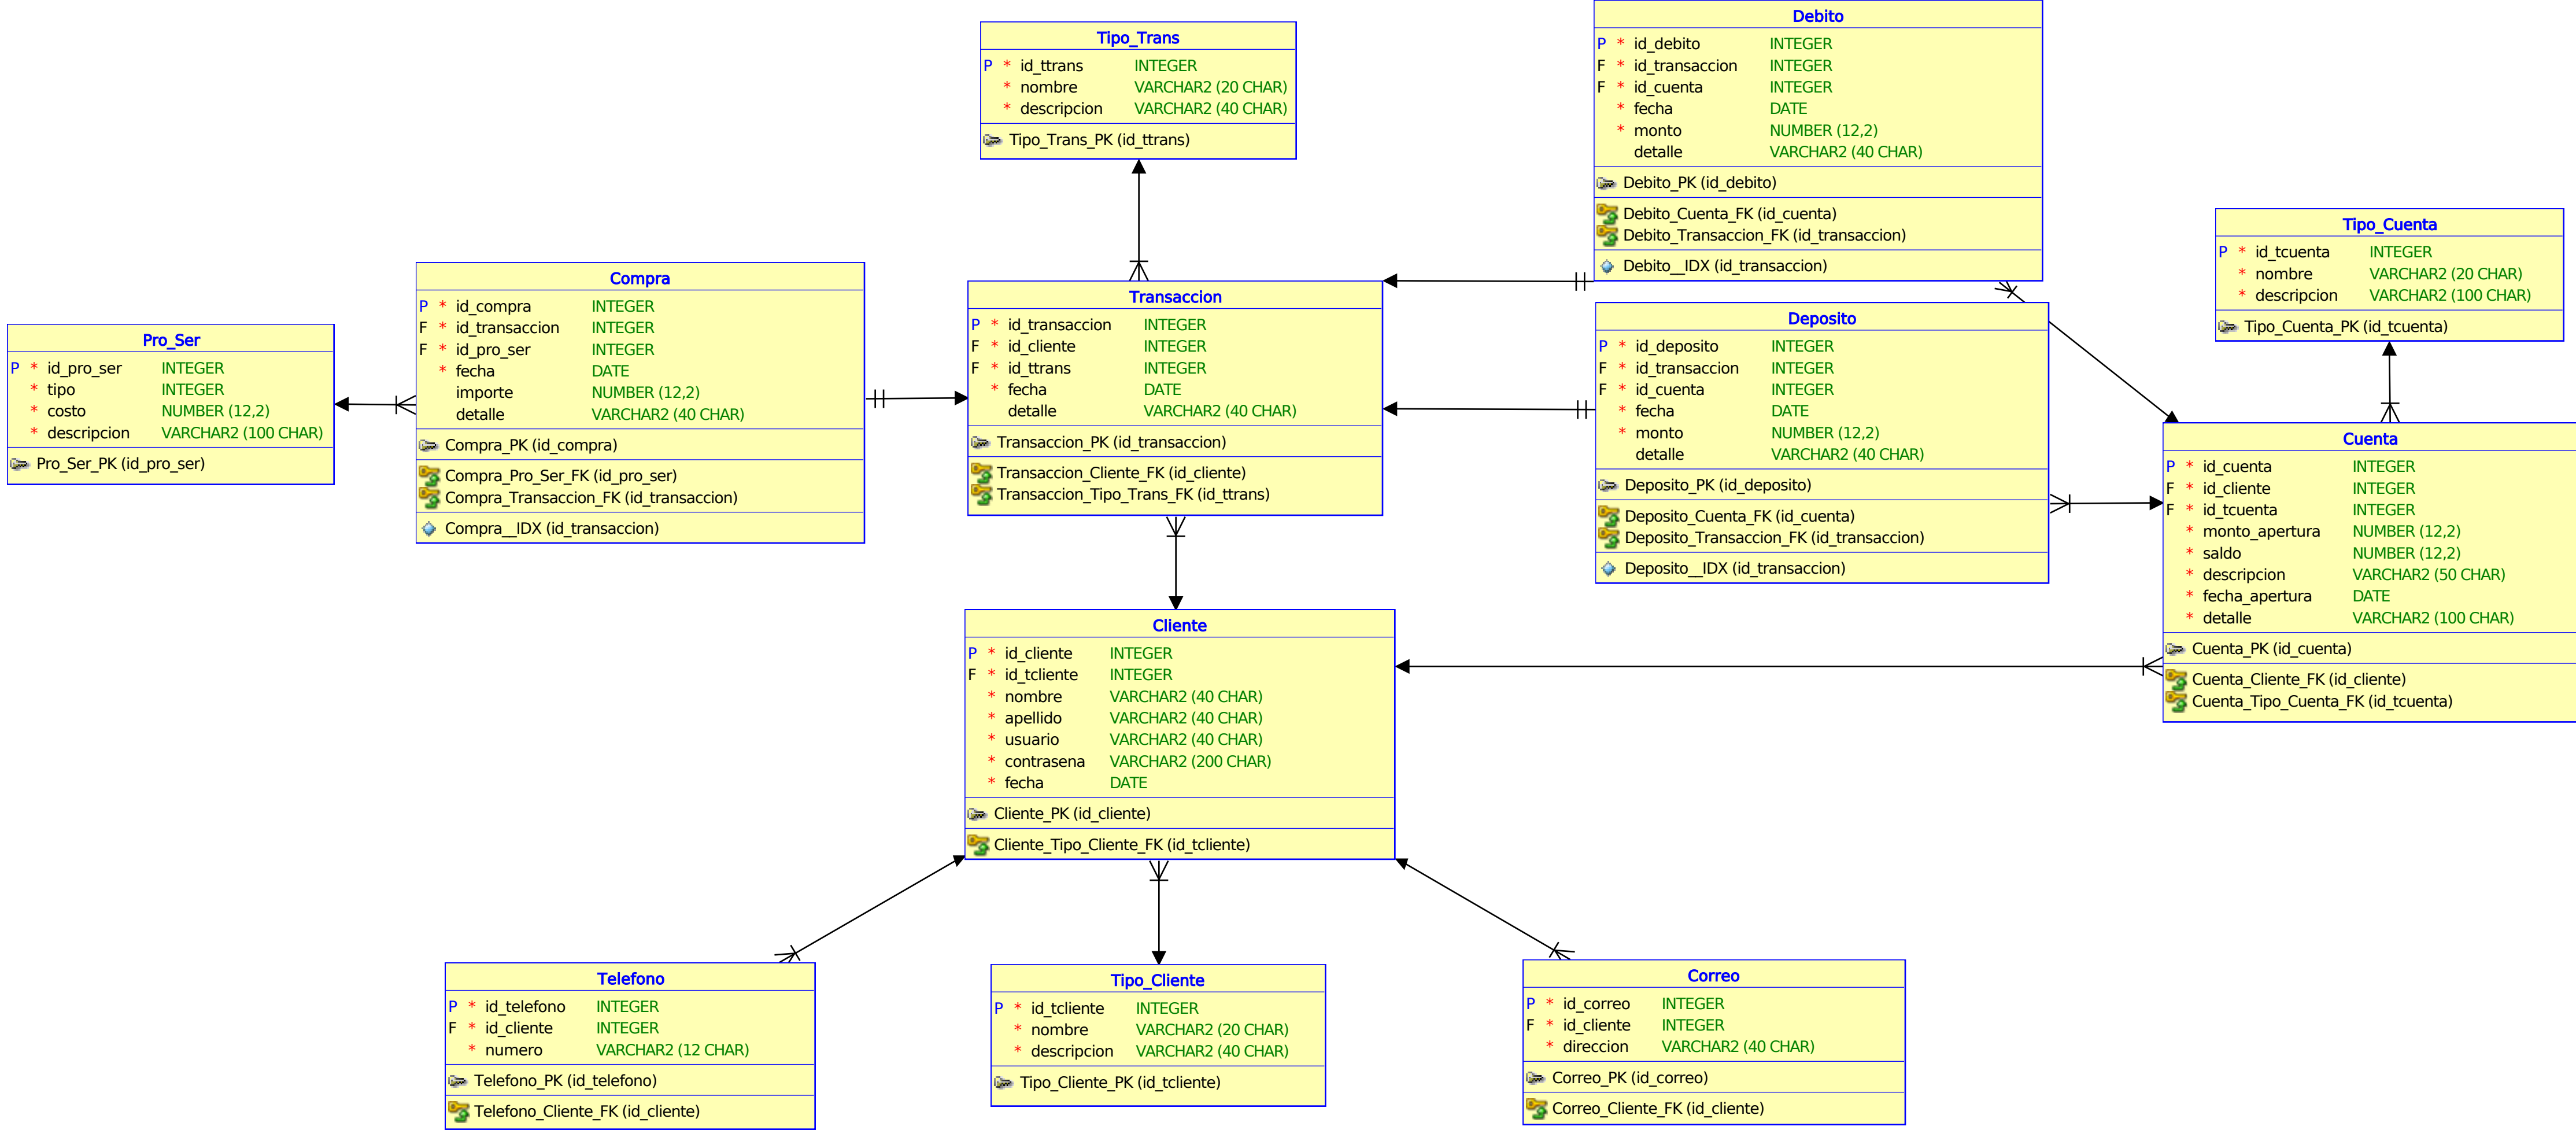 Tipo_Trans
P * id_ttrans INTEGER
* nombre VARCHAR2 (20 CHAR)
* descripcion VARCHAR2 (40 CHAR)
Tipo_Trans_PK (id_ttrans)
Debito
P * id_debito INTEGER
F * id_transaccion INTEGER
F * id_cuenta INTEGER
* fecha DATE
* monto NUMBER (12,2)
detalle VARCHAR2 (40 CHAR)
Debito_PK (id_debito)
Debito_Cuenta_FK (id_cuenta)
Debito_Transaccion_FK (id_transaccion)
Debito__IDX (id_transaccion)
Tipo_Cuenta
P * id_tcuenta INTEGER
* nombre VARCHAR2 (20 CHAR)
* descripcion VARCHAR2 (100 CHAR)
Tipo_Cuenta_PK (id_tcuenta)
Pro_Ser
P * id_pro_ser INTEGER
* tipo INTEGER
* costo NUMBER (12,2)
* descripcion VARCHAR2 (100 CHAR)
Pro_Ser_PK (id_pro_ser)
Compra
P * id_compra INTEGER
F * id_transaccion INTEGER
F * id_pro_ser INTEGER
* fecha DATE
importe NUMBER (12,2)
detalle VARCHAR2 (40 CHAR)
Compra_PK (id_compra)
Compra_Pro_Ser_FK (id_pro_ser)
Compra_Transaccion_FK (id_transaccion)
Compra__IDX (id_transaccion)
Transaccion
P * id_transaccion INTEGER
F * id_cliente INTEGER
F * id_ttrans INTEGER
* fecha DATE
detalle VARCHAR2 (40 CHAR)
Transaccion_PK (id_transaccion)
Transaccion_Cliente_FK (id_cliente)
Transaccion_Tipo_Trans_FK (id_ttrans)
Deposito
P * id_deposito INTEGER
F * id_transaccion INTEGER
F * id_cuenta INTEGER
* fecha DATE
* monto NUMBER (12,2)
detalle VARCHAR2 (40 CHAR)
Deposito_PK (id_deposito)
Deposito_Cuenta_FK (id_cuenta)
Deposito_Transaccion_FK (id_transaccion)
Deposito__IDX (id_transaccion)
Cuenta
P * id_cuenta INTEGER
F * id_cliente INTEGER
F * id_tcuenta INTEGER
* monto_apertura NUMBER (12,2)
* saldo NUMBER (12,2)
* descripcion VARCHAR2 (50 CHAR)
* fecha_apertura DATE
* detalle VARCHAR2 (100 CHAR)
Cuenta_PK (id_cuenta)
Cuenta_Cliente_FK (id_cliente)
Cuenta_Tipo_Cuenta_FK (id_tcuenta)
Cliente
P * id_cliente INTEGER
F * id_tcliente INTEGER
* nombre VARCHAR2 (40 CHAR)
* apellido VARCHAR2 (40 CHAR)
* usuario VARCHAR2 (40 CHAR)
* contrasena VARCHAR2 (200 CHAR)
* fecha DATE
Cliente_PK (id_cliente)
Cliente_Tipo_Cliente_FK (id_tcliente)
Telefono
P * id_telefono INTEGER
F * id_cliente INTEGER
* numero VARCHAR2 (12 CHAR)
Telefono_PK (id_telefono)
Telefono_Cliente_FK (id_cliente)
Tipo_Cliente
P * id_tcliente INTEGER
* nombre VARCHAR2 (20 CHAR)
* descripcion VARCHAR2 (40 CHAR)
Tipo_Cliente_PK (id_tcliente)
Correo
P * id_correo INTEGER
F * id_cliente INTEGER
* direccion VARCHAR2 (40 CHAR)
Correo_PK (id_correo)
Correo_Cliente_FK (id_cliente)